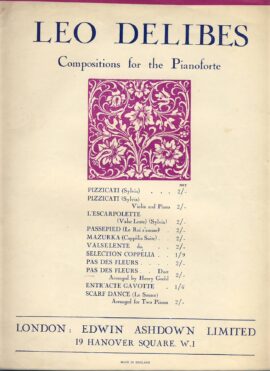 LEO DELIBES
Compositions for the Pianoforte
NET
PIZZICATI (Sylvia) . . . 2/-
PIZZICATI (Sylvia)
Violin and Piano 2/-
L'ESCARPOLETTE
(Valse Lente) (Sylvia) 2/-
PASSEPIED (Le Roi s'amuse) 2/-
MAZURKA (Coppelia Suite) . 2/-
VALSE LENTE do. . 2/-
SELECTION COPPELIA . . 1/9
PAS DES FLEURS . . . 2/-
PAS DES FLEURS . Duet
Arranged by Henry Geehl 2/-
ENTR'ACTE GAVOTTE . 1/6
SCARF DANCE (La Source)
Arranged for Two Pianos 2/-
LONDON: EDWIN ASHDOWN LIMITED
19 HANOVER SQUARE, W.1
MADE IN ENGLAND